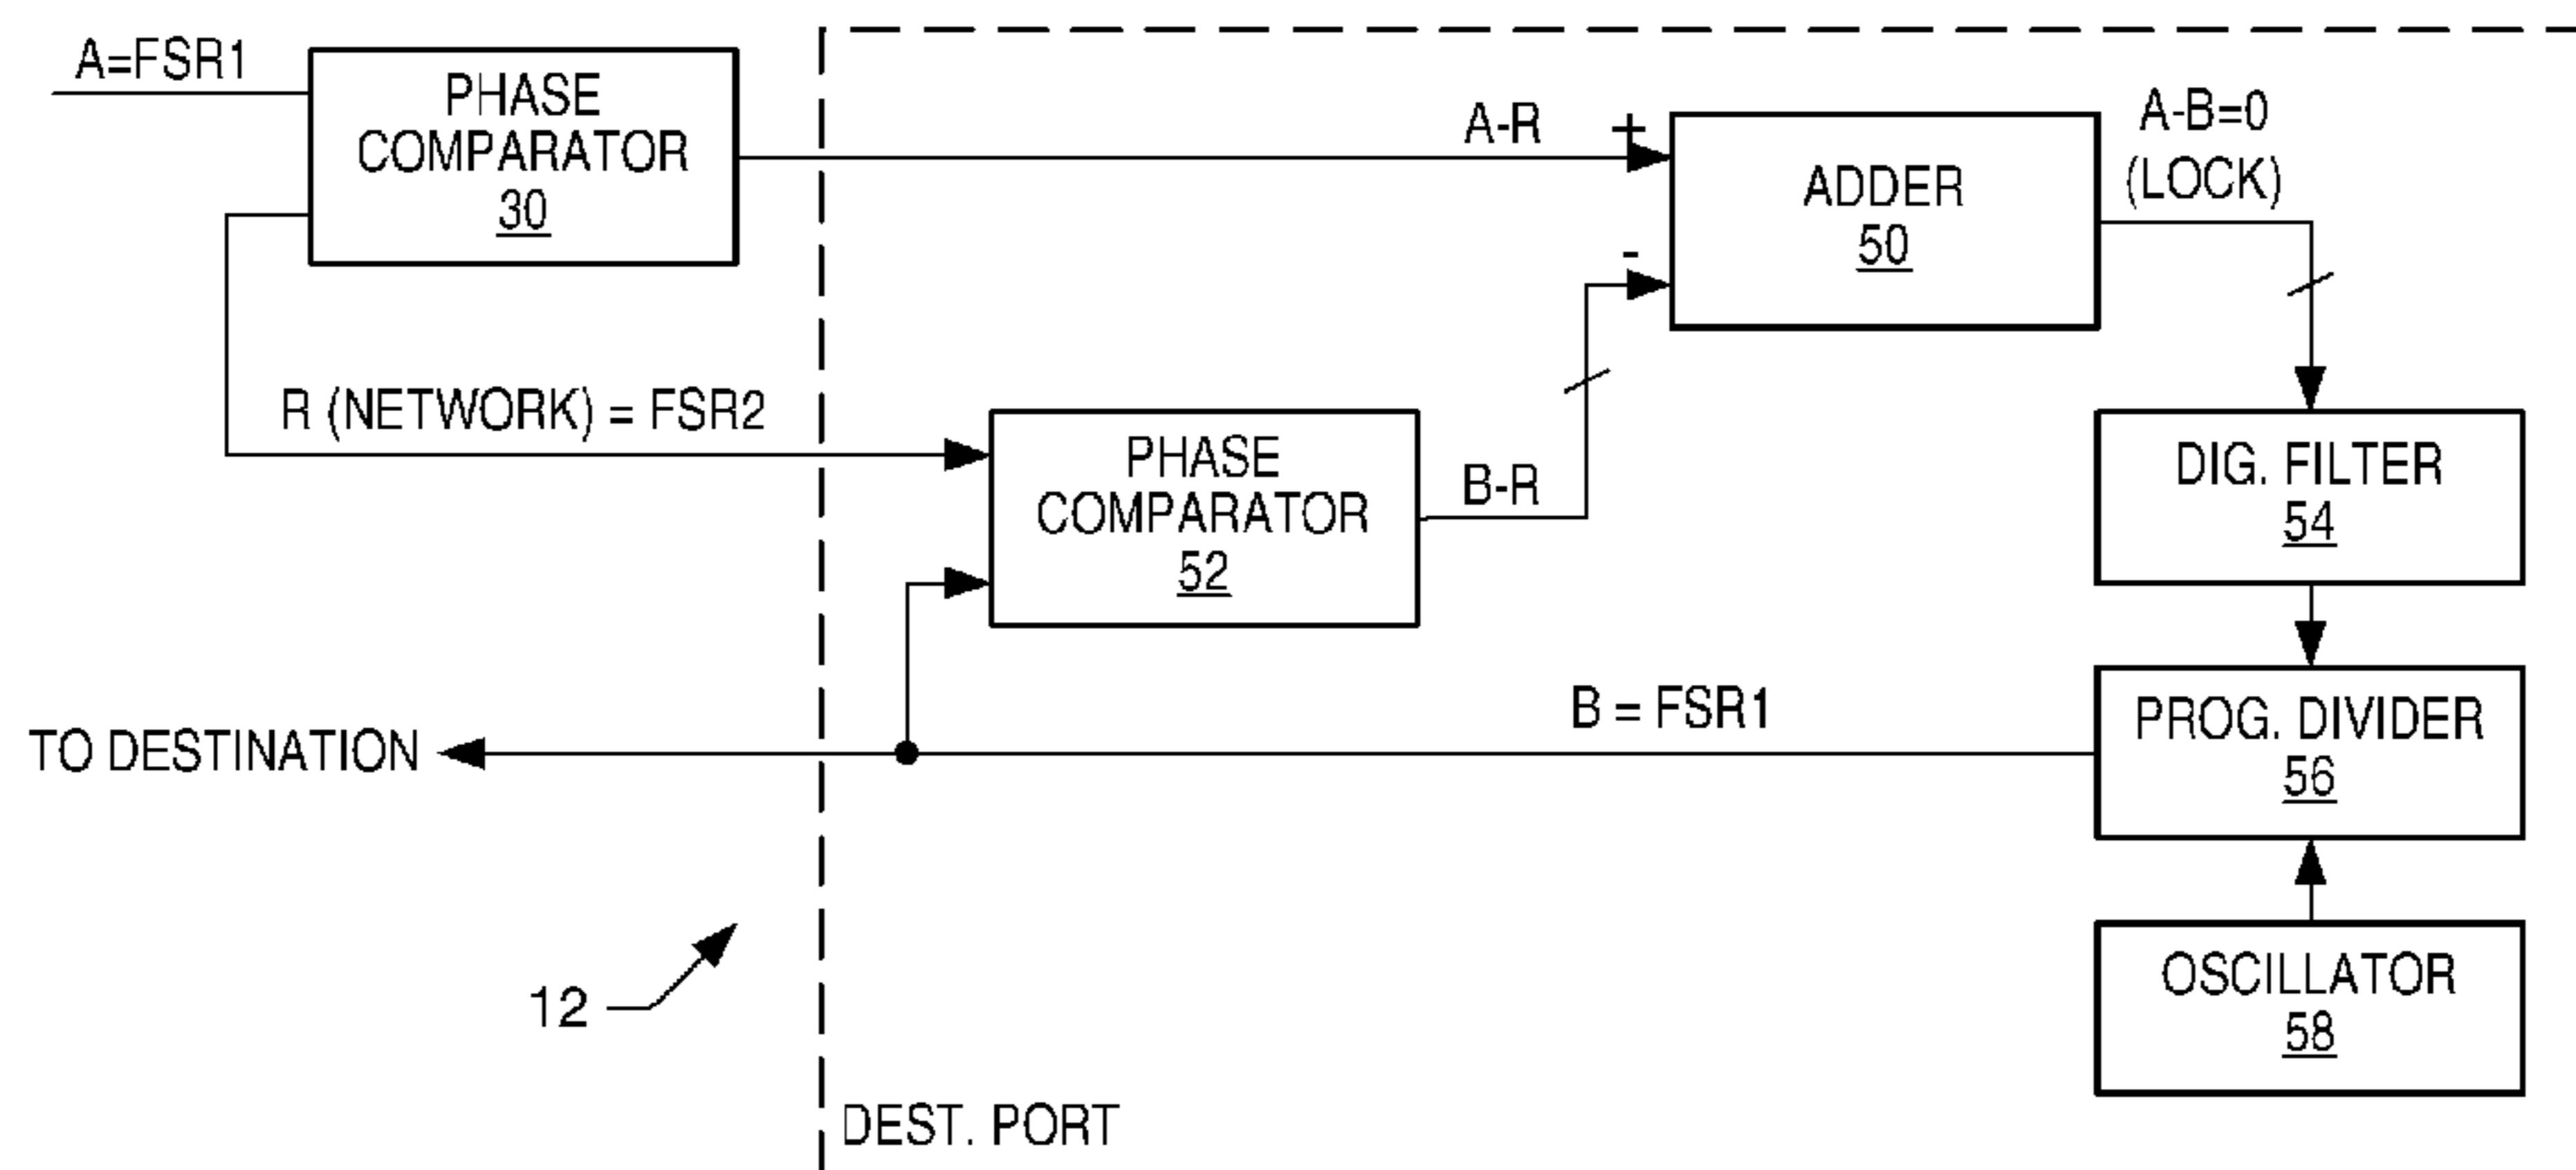 A=FSR1
PHASE
COMPARATOR
30
A-R
+
-
ADDER
50
A-B=0
(LOCK)
R (NETWORK) = FSR2
PHASE
COMPARATOR
52
B-R
DIG. FILTER
54
B = FSR1
PROG. DIVIDER
56
TO DESTINATION
OSCILLATOR
58
12
DEST. PORT